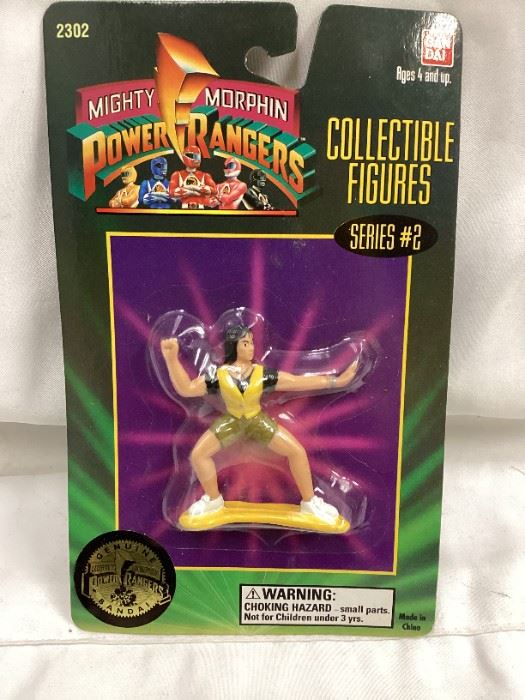 2302
BAN
DAI
Ages 4 and up.
MIGHTY MORPHIN
POWER RANGERS
TM
COLLECTIBLE
FIGURES
SERIES #2
GENUINE
POWER RANGERS
BANDAI
⚠WARNING:
CHOKING HAZARD – small parts.
Not for Children under 3 yrs.
Made in
China